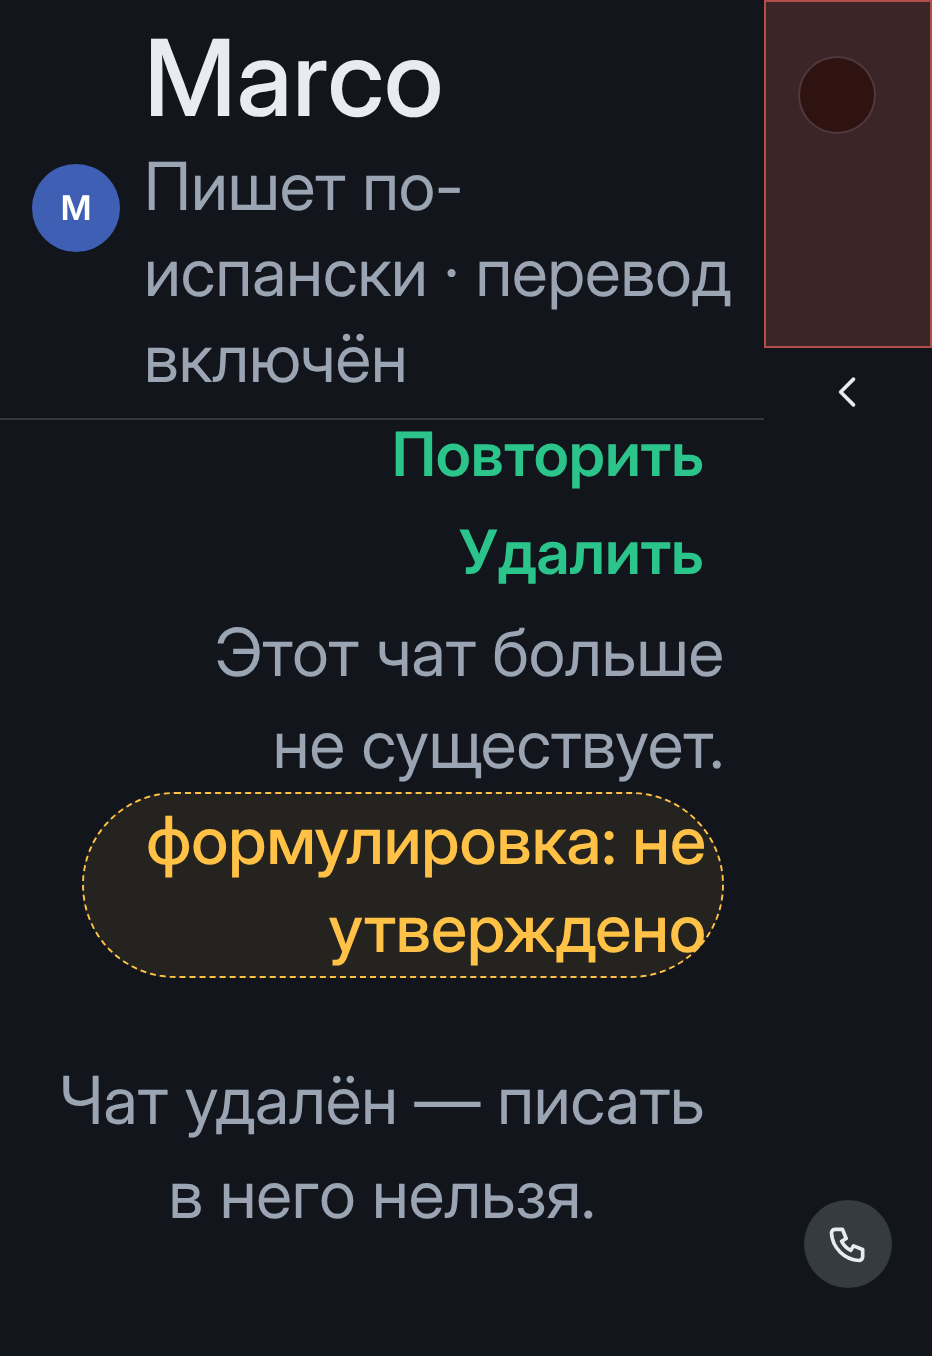 Marco
М
Пишет по-
испански · перевод
включён
Повторить
Удалить
Этот чат больше
не существует.
формулировка: не
утверждено
Чат удалён — писать
в него нельзя.